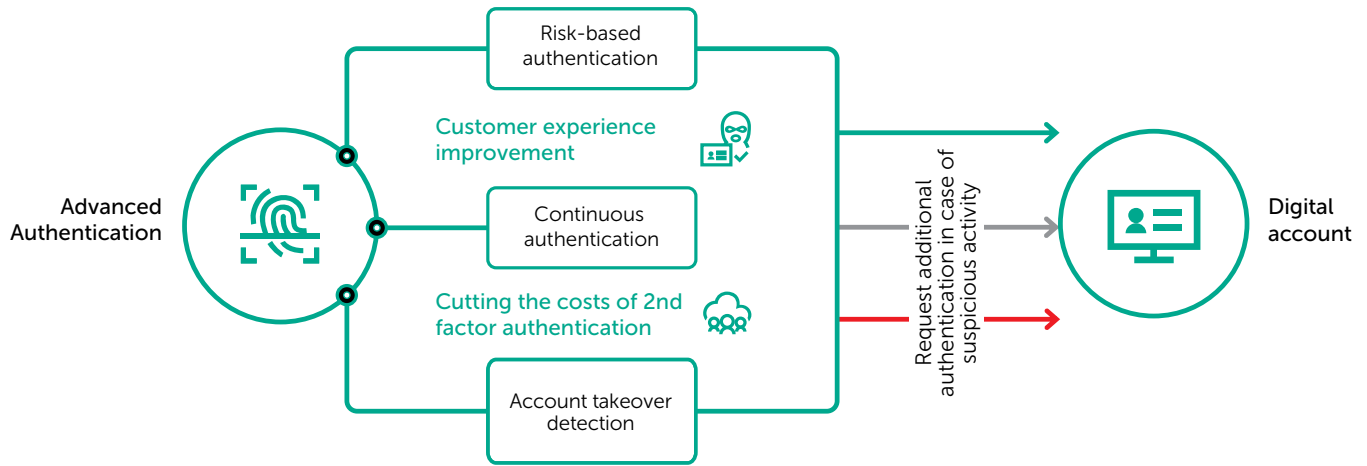 Risk-based
authentication
Customer experience
improvement
Advanced
Authentication
Continuous
authentication
Cutting the costs of 2nd
factor authentication
Account takeover
detection
Request additional
authentication in case of
suspicious activity
Digital
account